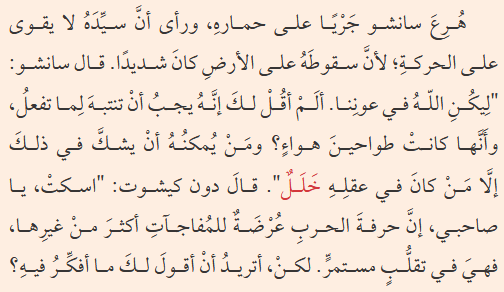 هُرِعَ سانشو جَرْيًا على حمارِهِ، ورأى أنَّ سيِّدَهُ لا يقوى
على الحركةِ؛ لأنَّ سقوطَهُ على الأرضِ كانَ شديدًا. قال سانشو:
"ليكُنِ اللّهُ في عونِنا. ألَمْ أقُلْ لكَ إنَّهُ يجبُ أنْ تنتبهَ لِما تفعلُ،
وأنَّها كانتْ طواحينَ هواءٍ؟ ومَنْ يُمكنُهُ أنْ يشكَّ في ذلكَ
إلَّا مَنْ كانَ في عقلِهِ خَلَلٌ". قالَ دون كيشوت: "اسكتْ، يا
صاحبي، إنَّ حرفةَ الحربِ عُرْضَةٌ للمُفاجآتِ أكثرَ منْ غيرِها،
فهيَ في تقلُّبٍ مستمرٍّ. لكنْ، أتريدُ أنْ أقولَ لكَ ما أفكِّرُ فيهِ؟